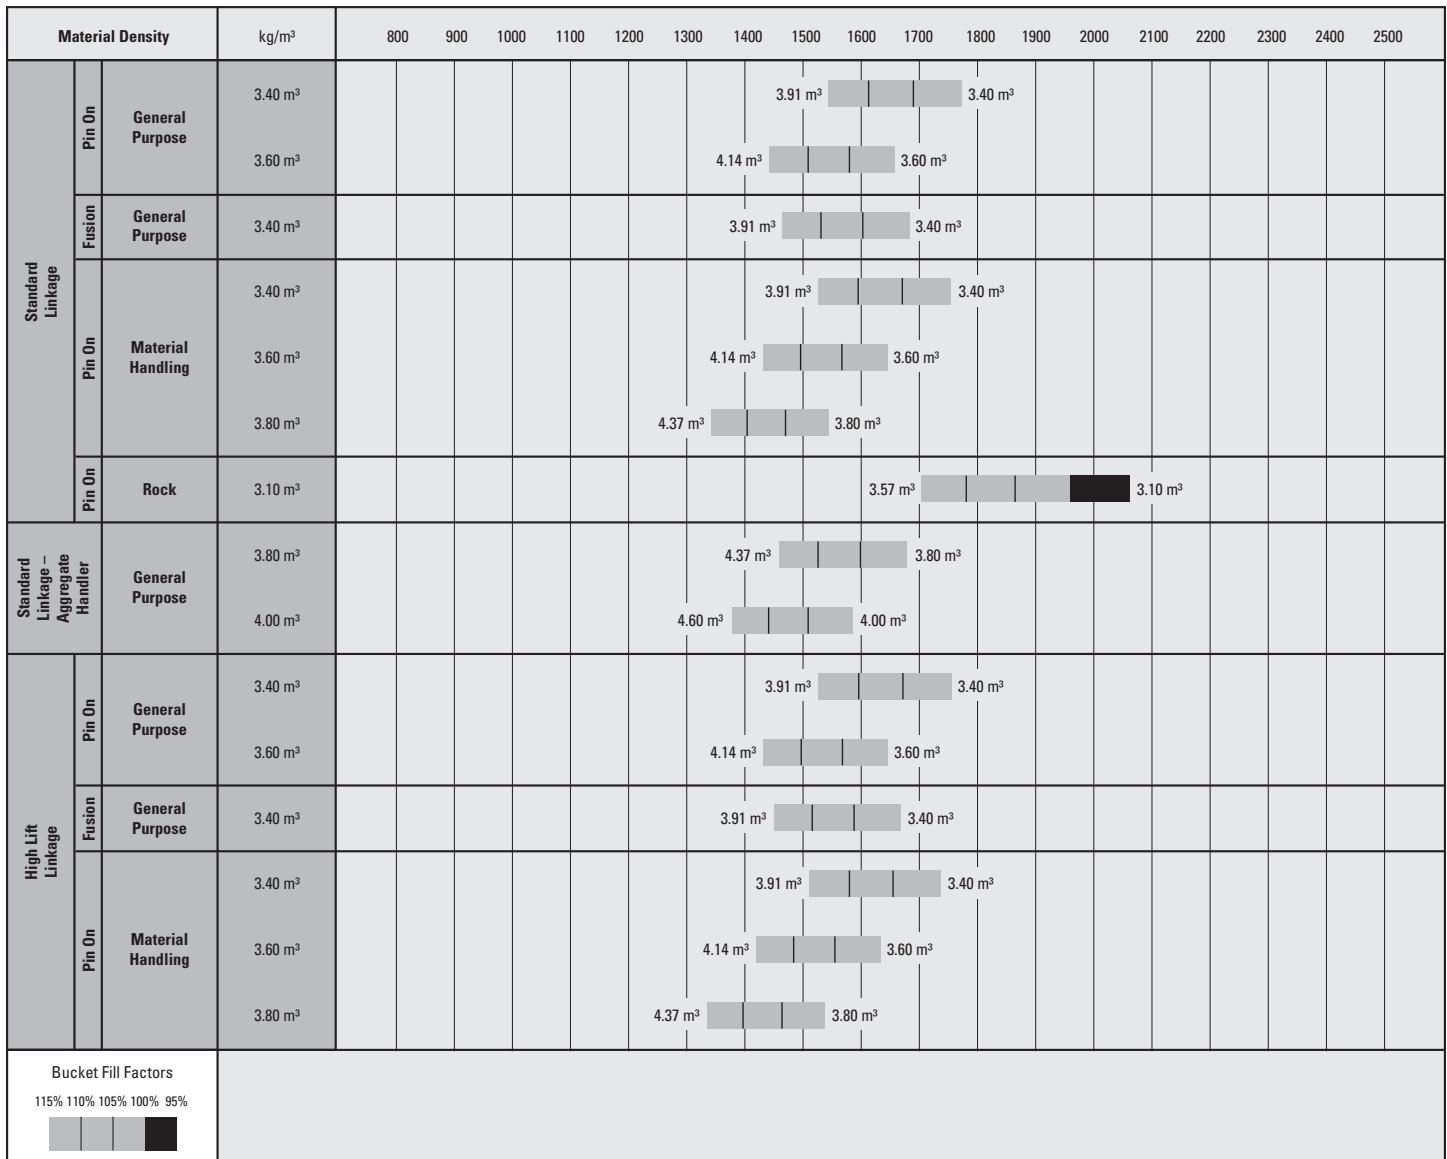 Material Density kg/m³ 800 900 1000 1100 1200 1300 1400 1500 1600 1700 1800 1900 2000 2100 2200 2300 2400 2500
Standard
Linkage
Pin On
General
Purpose
3.40 m³ 3.91 m³ 3.40 m³
3.60 m³ 4.14 m³ 3.60 m³
Fusion
General
Purpose
3.40 m³ 3.91 m³ 3.40 m³
Pin On
Material
Handling
3.40 m³ 3.91 m³ 3.40 m³
3.60 m³ 4.14 m³ 3.60 m³
3.80 m³ 4.37 m³ 3.80 m³
Pin On
Rock
3.10 m³ 3.57 m³ 3.10 m³
Standard
Linkage –
Aggregate
Handler
General
Purpose
3.80 m³ 4.37 m³ 3.80 m³
4.00 m³ 4.60 m³ 4.00 m³
High Lift
Linkage
Pin On
General
Purpose
3.40 m³ 3.91 m³ 3.40 m³
3.60 m³ 4.14 m³ 3.60 m³
Fusion
General
Purpose
3.40 m³ 3.91 m³ 3.40 m³
Pin On
Material
Handling
3.40 m³ 3.91 m³ 3.40 m³
3.60 m³ 4.14 m³ 3.60 m³
3.80 m³ 4.37 m³ 3.80 m³
Bucket Fill Factors
115% 110% 105% 100% 95%